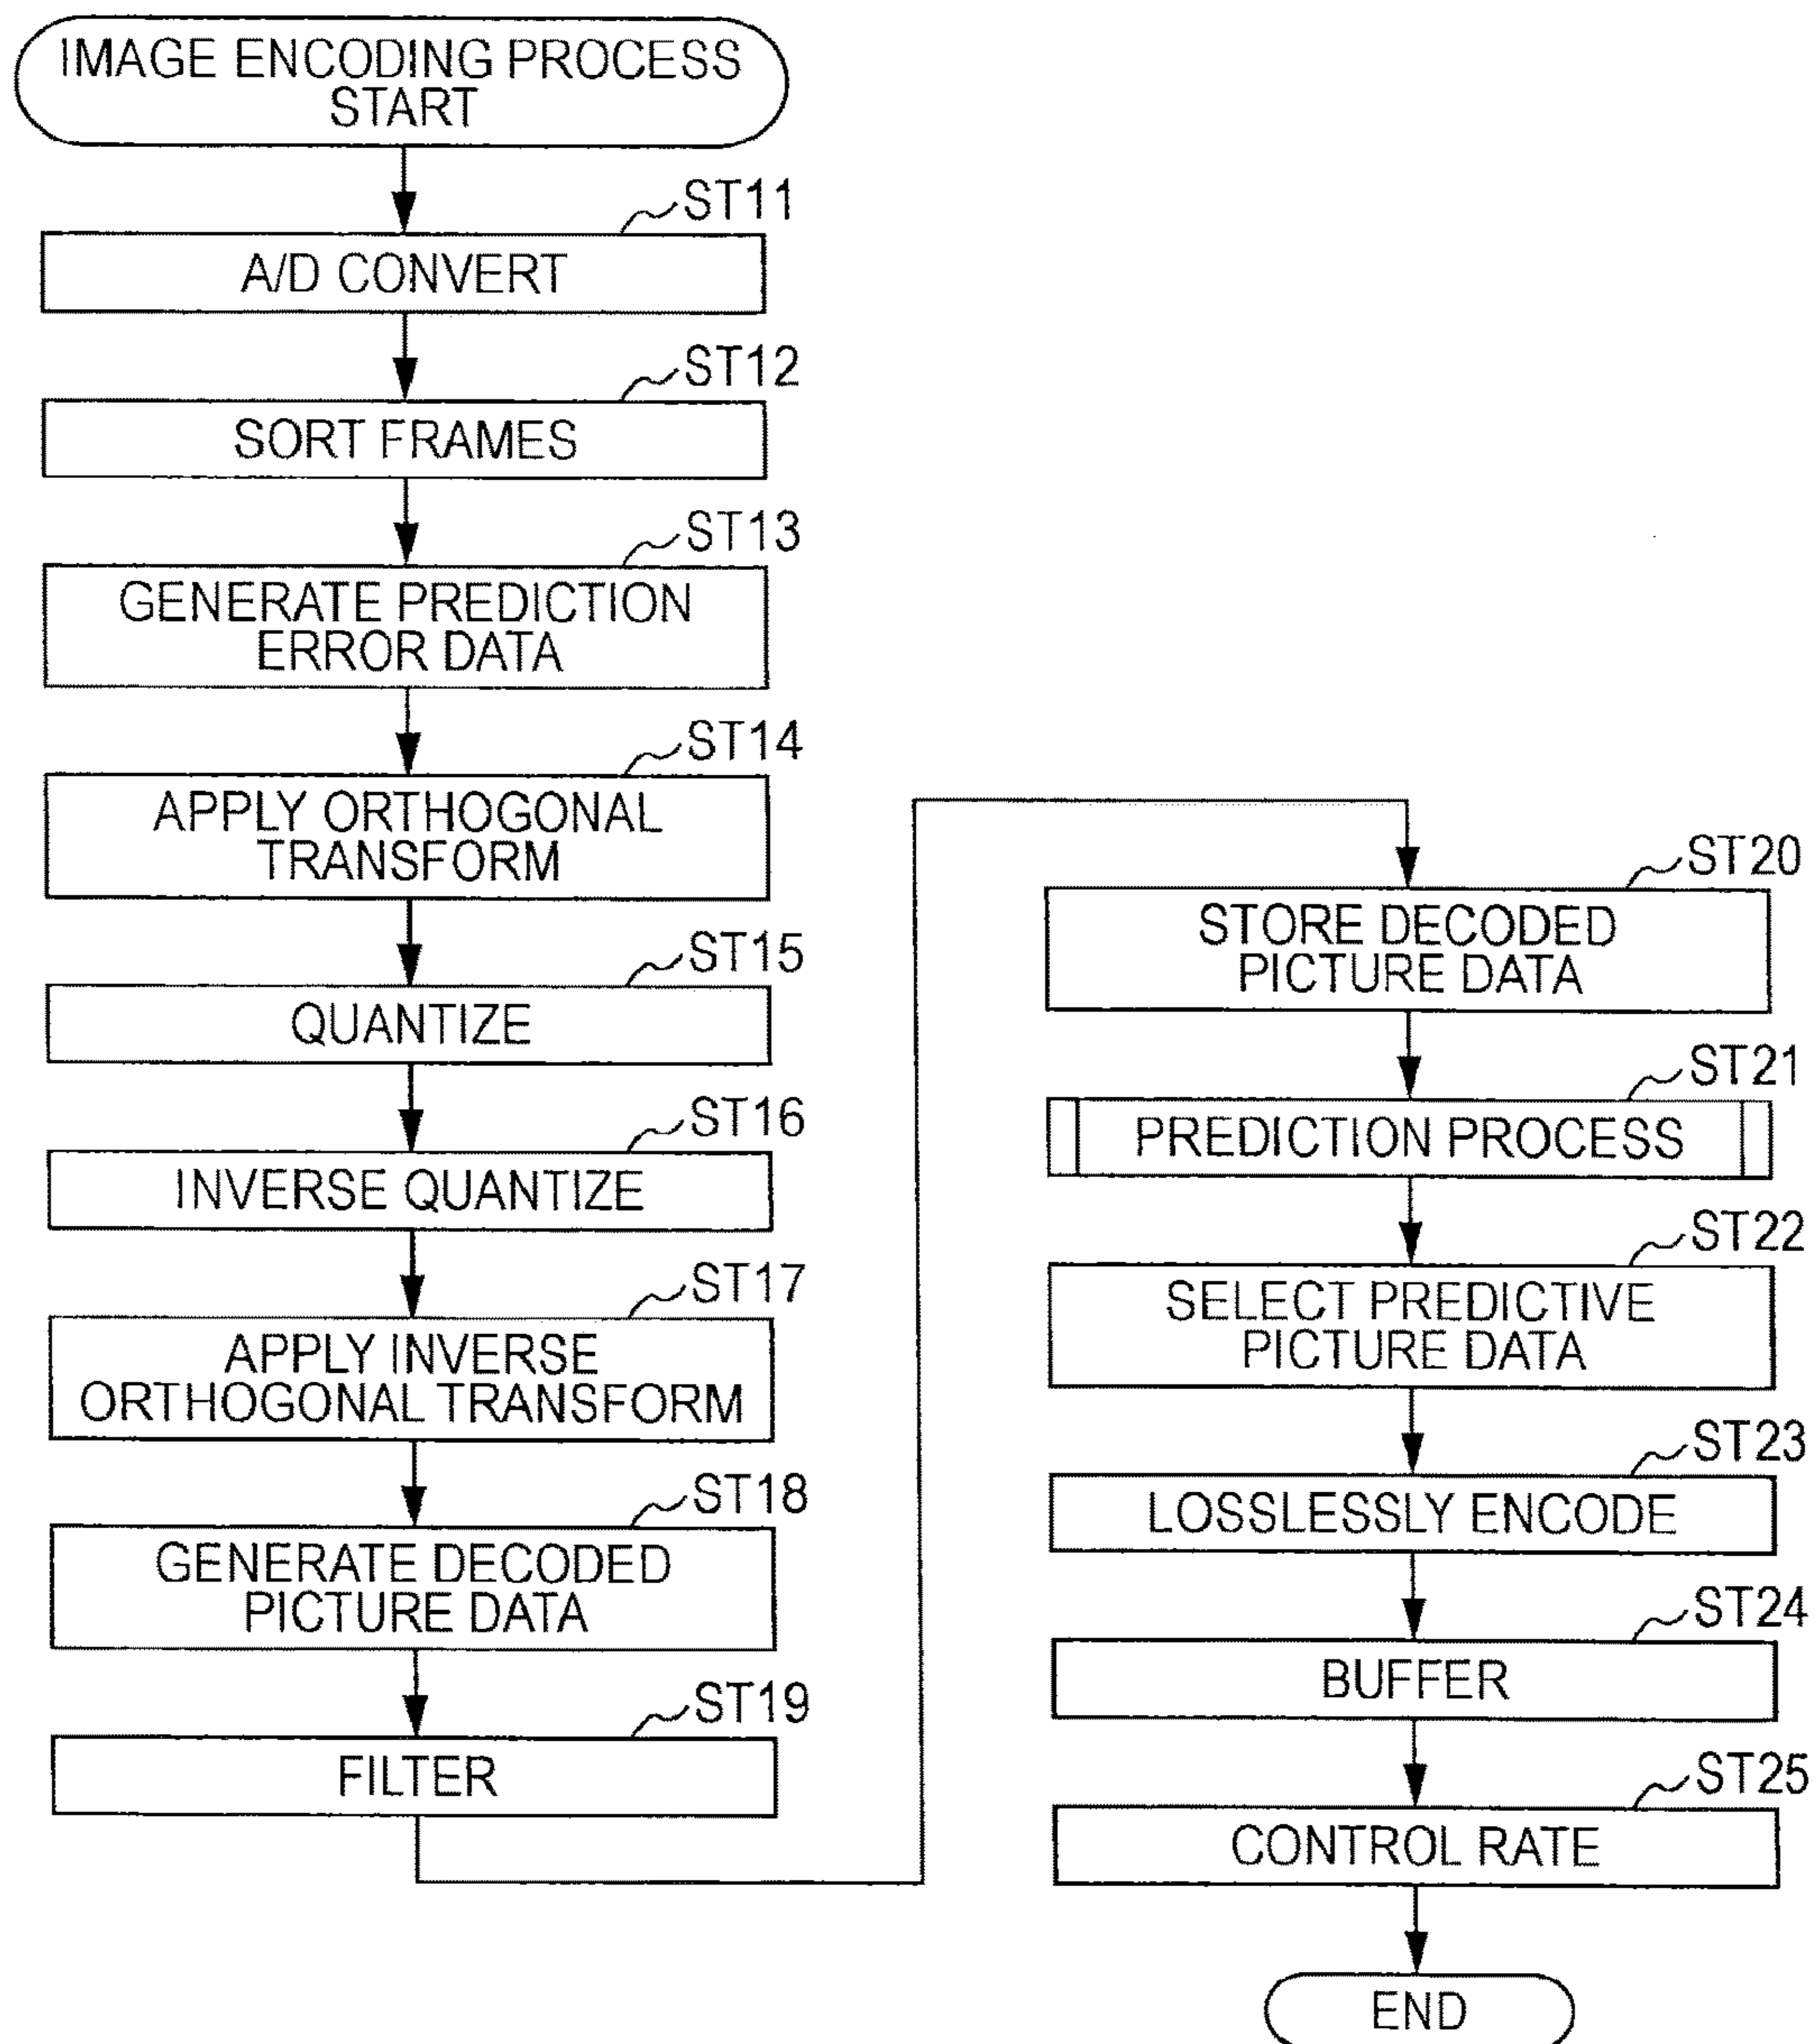 IMAGE ENCODING PROCESS
START
ST11
A/D CONVERT
ST12
SORT FRAMES
ST13
GENERATE PREDICTION
ERROR DATA
ST14
APPLY ORTHOGONAL
TRANSFORM
ST15
QUANTIZE
ST16
INVERSE QUANTIZE
ST17
APPLY INVERSE
ORTHOGONAL TRANSFORM
ST18
GENERATE DECODED
PICTURE DATA
ST19
FILTER
ST20
STORE DECODED
PICTURE DATA
ST21
PREDICTION PROCESS
ST22
SELECT PREDICTIVE
PICTURE DATA
ST23
LOSSLESSLY ENCODE
ST24
BUFFER
ST25
CONTROL RATE
END